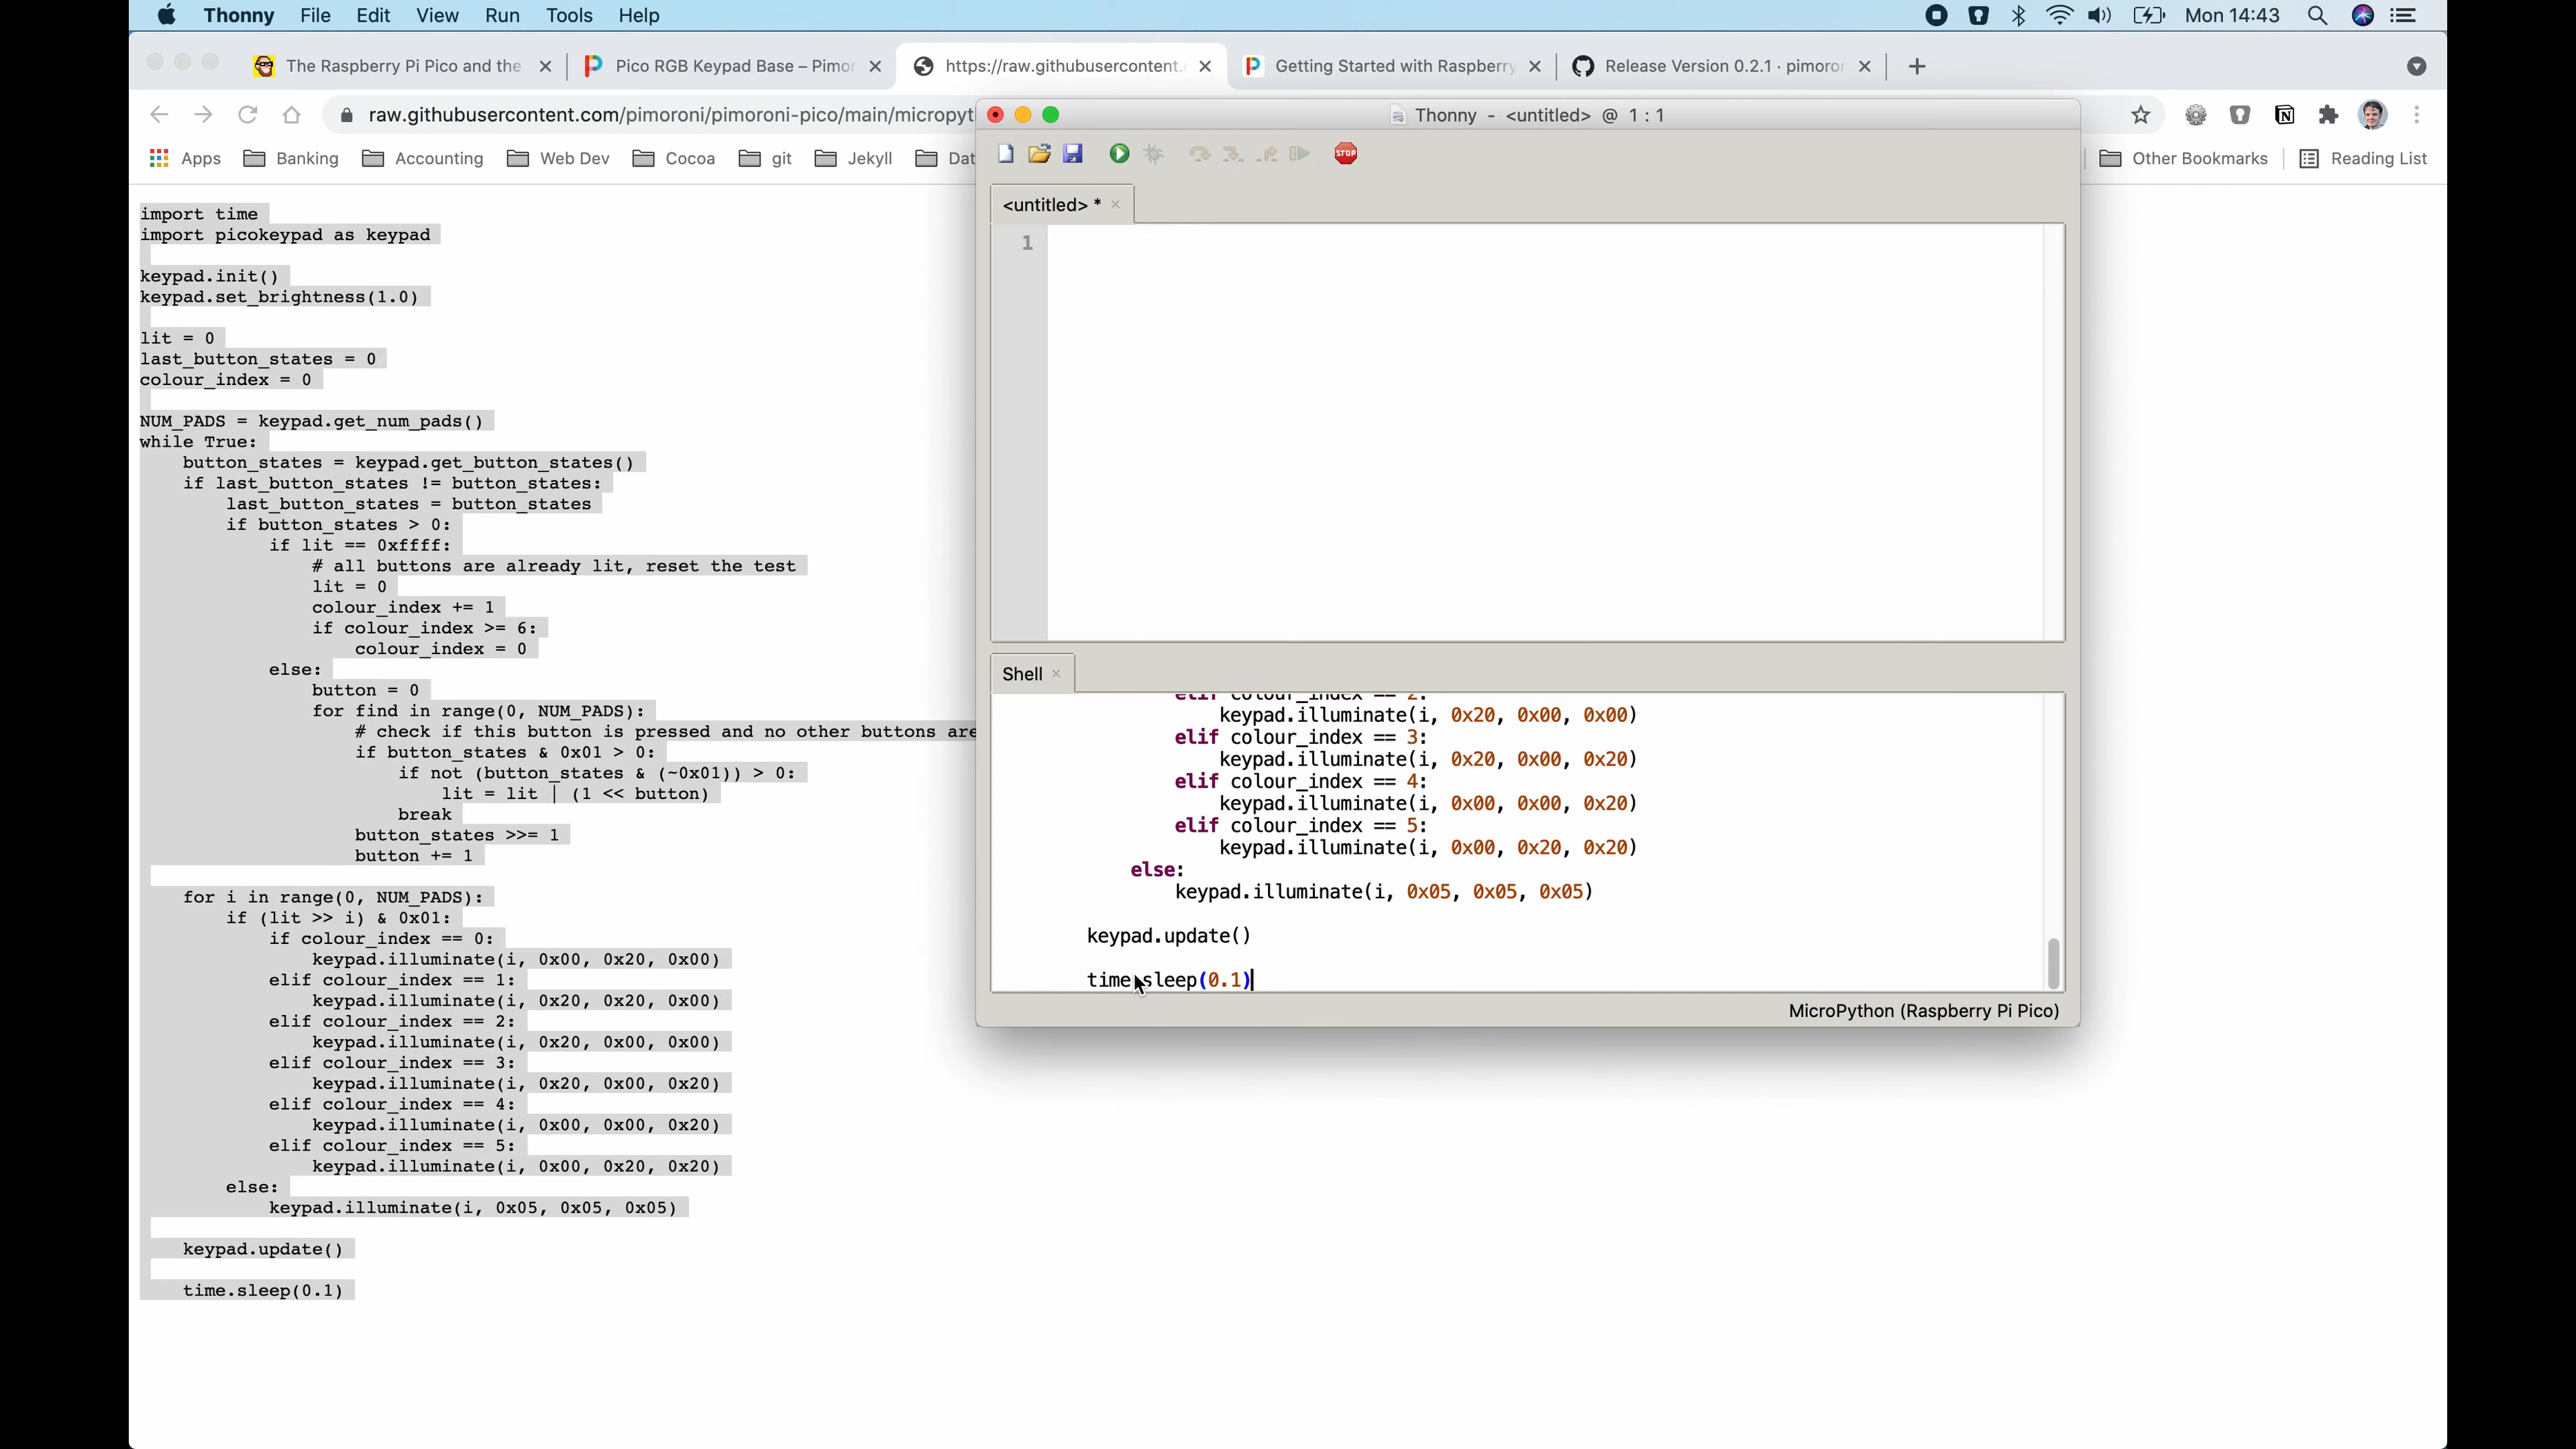 Thonny File Edit View Run Tools Help Mon 14:43
The Raspberry Pi Pico and the
Pico RGB Keypad Base – Pimor
https://raw.githubusercontent.
Getting Started with Raspberry
Release Version 0.2.1 · pimoror
raw.githubusercontent.com/pimoroni/pimoroni-pico/main/micropyt
Apps Banking Accounting Web Dev Cocoa git Jekyll Dat Other Bookmarks Reading List
import time
import picokeypad as keypad
keypad.init()
keypad.set_brightness(1.0)
lit = 0
last_button_states = 0
colour_index = 0
NUM_PADS = keypad.get_num_pads()
while True:
    button_states = keypad.get_button_states()
    if last_button_states != button_states:
        last_button_states = button_states
        if button_states > 0:
            if lit == 0xffff:
                # all buttons are already lit, reset the test
                lit = 0
                colour_index += 1
                if colour_index >= 6:
                    colour_index = 0
            else:
                button = 0
                for find in range(0, NUM_PADS):
                    # check if this button is pressed and no other buttons are
                    if button_states & 0x01 > 0:
                        if not (button_states & (~0x01)) > 0:
                            lit = lit | (1 << button)
                        break
                    button_states >>= 1
                    button += 1
    for i in range(0, NUM_PADS):
        if (lit >> i) & 0x01:
            if colour_index == 0:
                keypad.illuminate(i, 0x00, 0x20, 0x00)
            elif colour_index == 1:
                keypad.illuminate(i, 0x20, 0x20, 0x00)
            elif colour_index == 2:
                keypad.illuminate(i, 0x20, 0x00, 0x00)
            elif colour_index == 3:
                keypad.illuminate(i, 0x20, 0x00, 0x20)
            elif colour_index == 4:
                keypad.illuminate(i, 0x00, 0x00, 0x20)
            elif colour_index == 5:
                keypad.illuminate(i, 0x00, 0x20, 0x20)
        else:
            keypad.illuminate(i, 0x05, 0x05, 0x05)
    keypad.update()
    time.sleep(0.1)
Thonny - <untitled> @ 1 : 1
STOP
<untitled> *
1
Shell
elif colour_index == 2:
    keypad.illuminate(i, 0x20, 0x00, 0x00)
elif colour_index == 3:
    keypad.illuminate(i, 0x20, 0x00, 0x20)
elif colour_index == 4:
    keypad.illuminate(i, 0x00, 0x00, 0x20)
elif colour_index == 5:
    keypad.illuminate(i, 0x00, 0x20, 0x20)
else:
    keypad.illuminate(i, 0x05, 0x05, 0x05)
keypad.update()
time.sleep(0.1)
MicroPython (Raspberry Pi Pico)